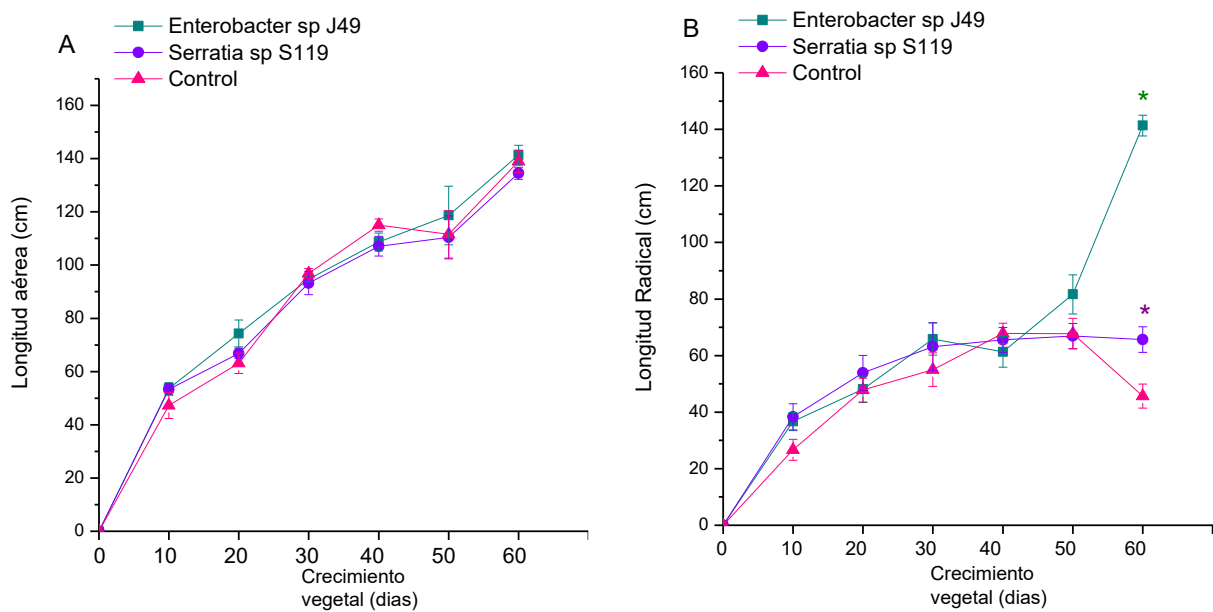 A
Enterobacter sp J49
Serratia sp S119
Control
Longitud aérea (cm)
160
140
120
100
80
60
40
20
0
0 10 20 30 40 50 60
Crecimiento
vegetal (dias)
B
Enterobacter sp J49
Serratia sp S119
Control
Longitud Radical (cm)
160
140
120
100
80
60
40
20
0
*
*
0 10 20 30 40 50 60
Crecimiento
vegetal (dias)